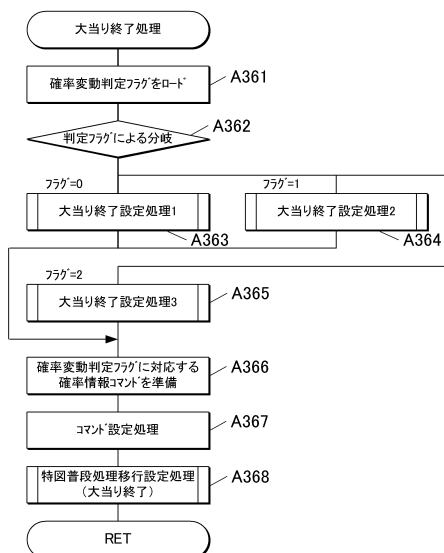 大当り終了処理
確率変動判定フラグをロード
A361
A362
判定フラグによる分岐
フラグ=0
フラグ=1
大当り終了設定処理1
大当り終了設定処理2
A363
A364
フラグ=2
大当り終了設定処理3
A365
確率変動判定フラグに対応する
確率情報コマンドを準備
A366
コマンド設定処理
A367
特図普段処理移行設定処理
（大当り終了）
A368
RET